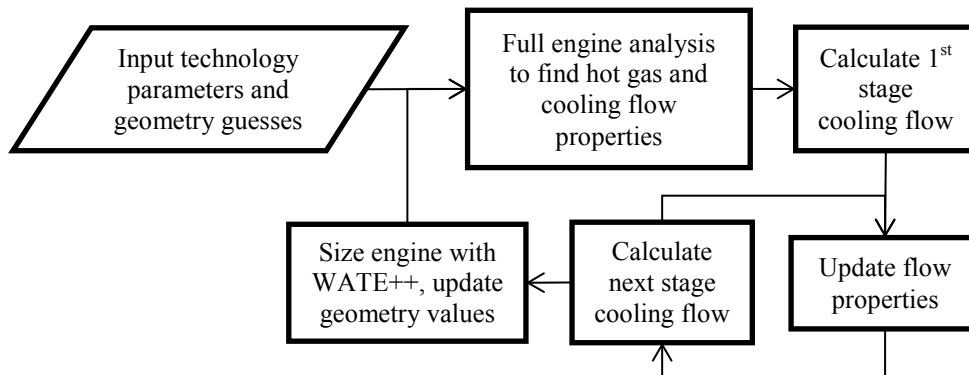 Input technology
parameters and
geometry guesses
Full engine analysis
to find hot gas and
cooling flow
properties
Calculate 1st
stage
cooling flow
Size engine with
WATE++, update
geometry values
Calculate
next stage
cooling flow
Update flow
properties